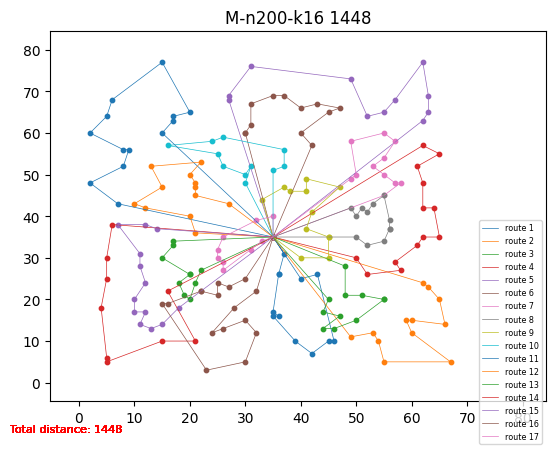 M-n200-k16 1448
80
70
60
50
40
30
20
10
0
0
10
20
30
40
50
60
70
80
route 1
route 2
route 3
route 4
route 5
route 6
route 7
route 8
route 9
route 10
route 11
route 12
route 13
route 14
route 15
route 16
route 17
Total distance: 1448